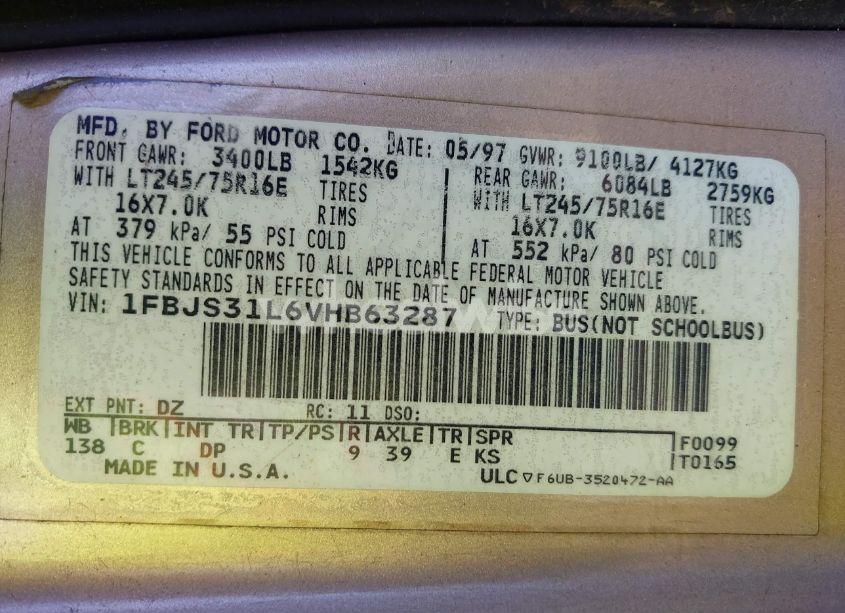 MFD. BY FORD MOTOR CO. DATE: 05/97 GVWR: 9100LB/ 4127KG
FRONT GAWR: 3400LB 1542KG REAR GAWR: 6084LB 2759KG
WITH LT245/75R16E TIRES WITH LT245/75R16E TIRES
16X7.0K RIMS 16X7.0K RIMS
AT 379 kPa/ 55 PSI COLD AT 552 kPa/ 80 PSI COLD
THIS VEHICLE CONFORMS TO ALL APPLICABLE FEDERAL MOTOR VEHICLE
SAFETY STANDARDS IN EFFECT ON THE DATE OF MANUFACTURE SHOWN ABOVE.
VIN: 1FBJS31L6VHB63287 TYPE: BUS(NOT SCHOOLBUS)
EXT PNT: DZ RC: 11 DSO:
WB |BRK|INT TR|TP/PS|R|AXLE|TR|SPR F0099
138 C DP 9 39 E KS T0165
MADE IN U.S.A. ULC ▽F6UB-3520472-AA